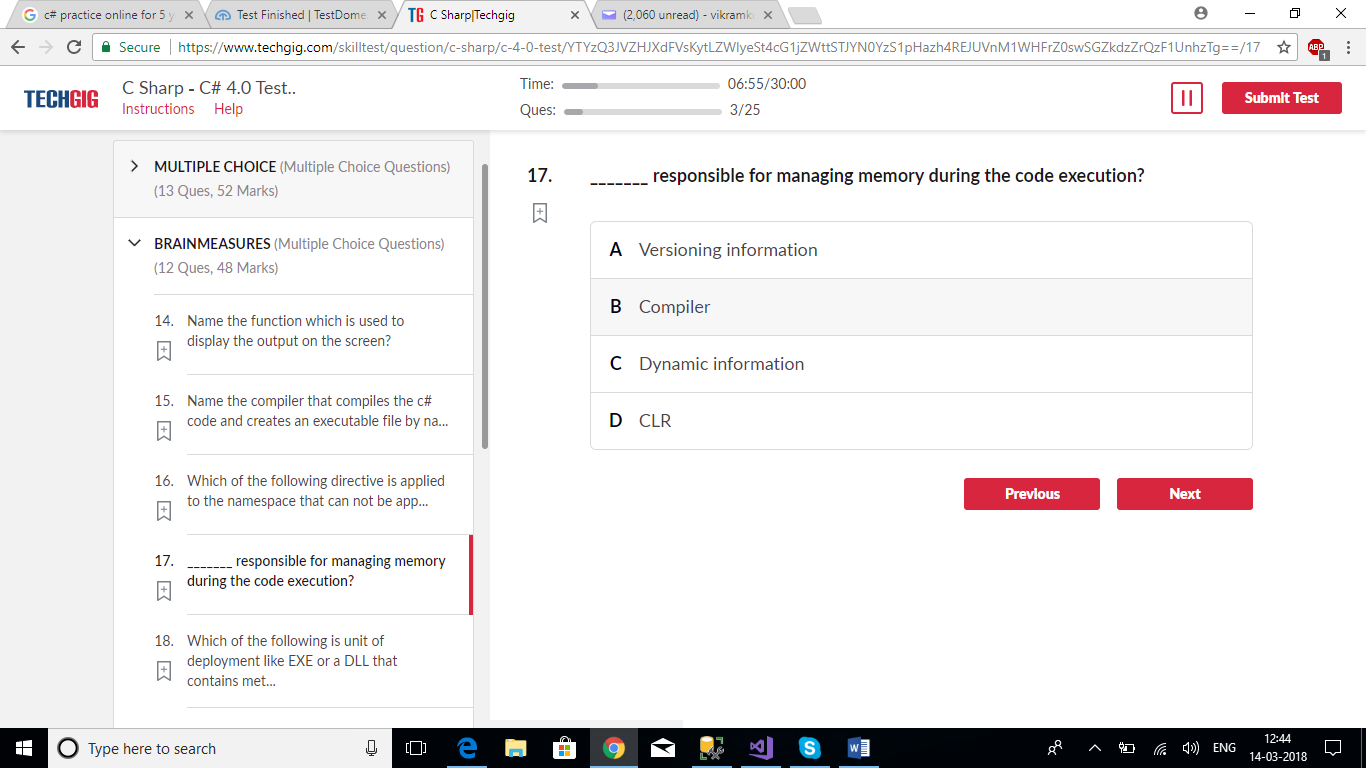 c# practice online for 5 y
Test Finished | TestDome
TG C Sharp|Techgig
(2,060 unread) - vikramk
Secure | https://www.techgig.com/skilltest/question/c-sharp/c-4-0-test/YTYzQ3JVZHJXdFVsKytLZWIyeSt4cG1jZWttSTJYN0YzS1pHazh4REJUVnM1WHFrZ0swSGZkdzZrQzF1UnhzTg==/17
ABP
1
TECHGIG
C Sharp - C# 4.0 Test..
Instructions Help
Time: 06:55/30:00
Ques: 3/25
Submit Test
MULTIPLE CHOICE (Multiple Choice Questions)
(13 Ques, 52 Marks)
BRAINMEASURES (Multiple Choice Questions)
(12 Ques, 48 Marks)
14. Name the function which is used to
display the output on the screen?
15. Name the compiler that compiles the c#
code and creates an executable file by na...
16. Which of the following directive is applied
to the namespace that can not be app...
17. _______ responsible for managing memory
during the code execution?
18. Which of the following is unit of
deployment like EXE or a DLL that
contains met...
17. _______ responsible for managing memory during the code execution?
A Versioning information
B Compiler
C Dynamic information
D CLR
Previous
Next
Type here to search
ENG
12:44
14-03-2018